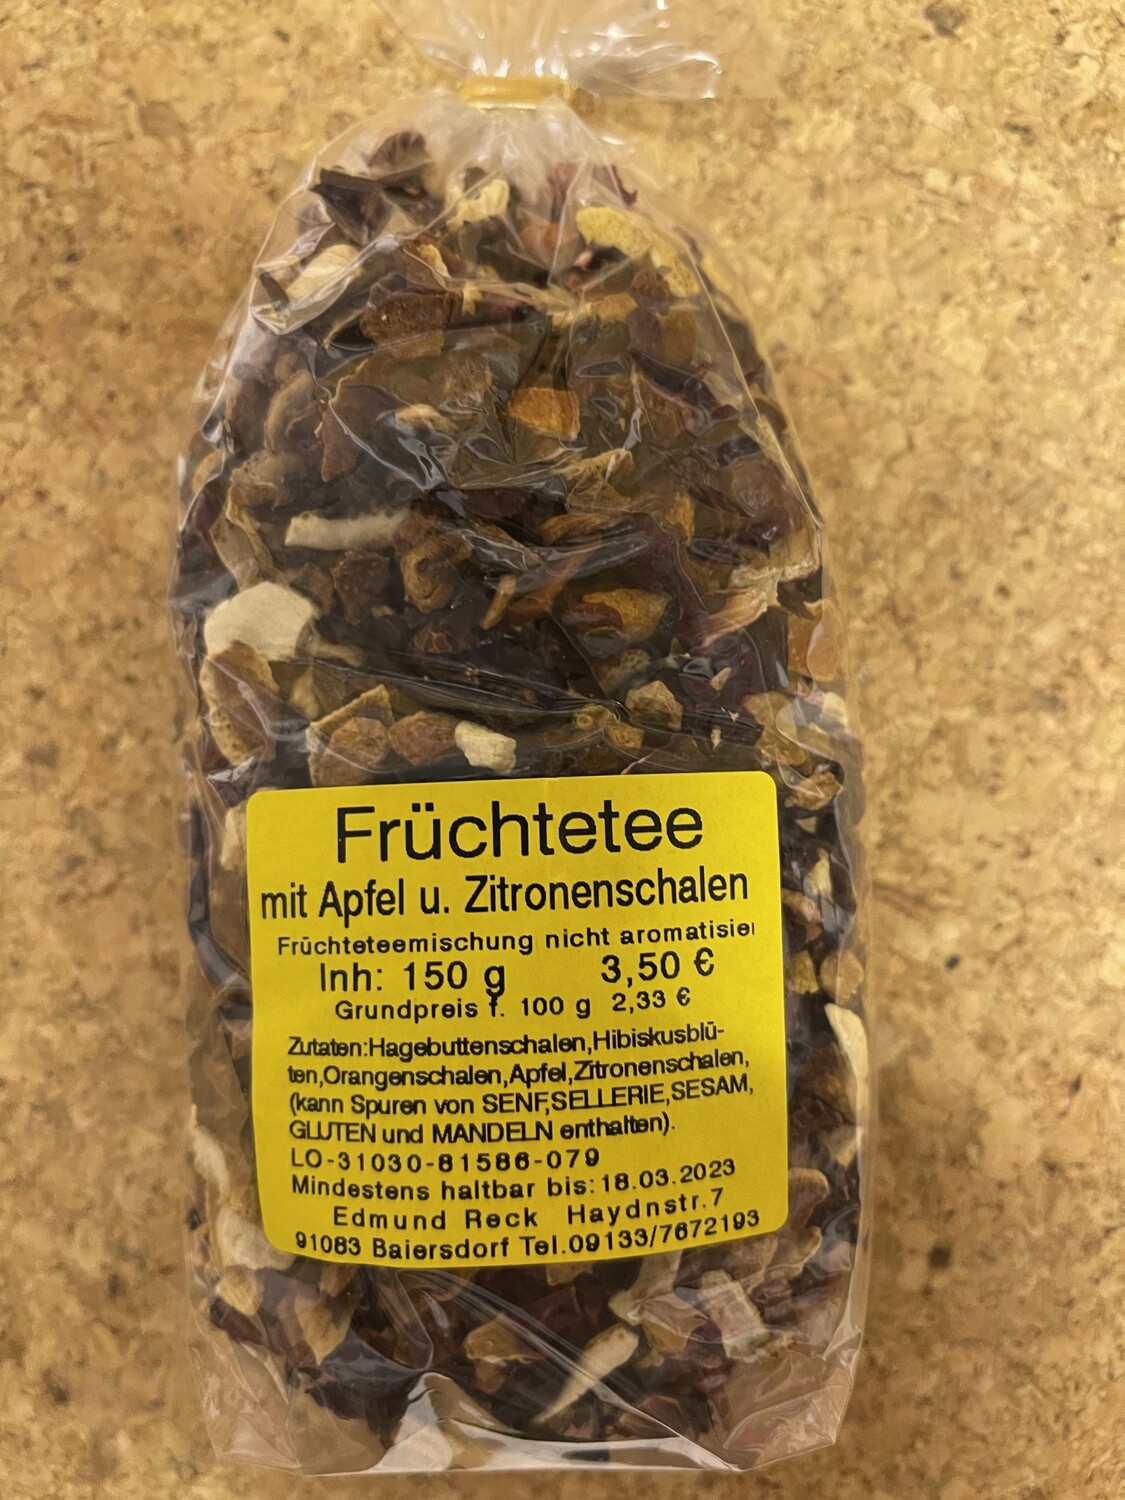 Früchtetee
mit Apfel u. Zitronenschalen
Früchteteemischung nicht aromatisier
Inh: 150 g 3,50 €
Grundpreis f. 100 g 2,33 €
Zutaten:Hagebuttenschalen,Hibiskusblü-
ten,Orangenschalen,Apfel,Zitronenschalen,
(kann Spuren von SENF,SELLERIE,SESAM,
GLUTEN und MANDELN enthalten).
LO-31030-81586-079
Mindestens haltbar bis:18.03.2023
Edmund Reck Haydnstr.7
91083 Baiersdorf Tel.09133/7672193